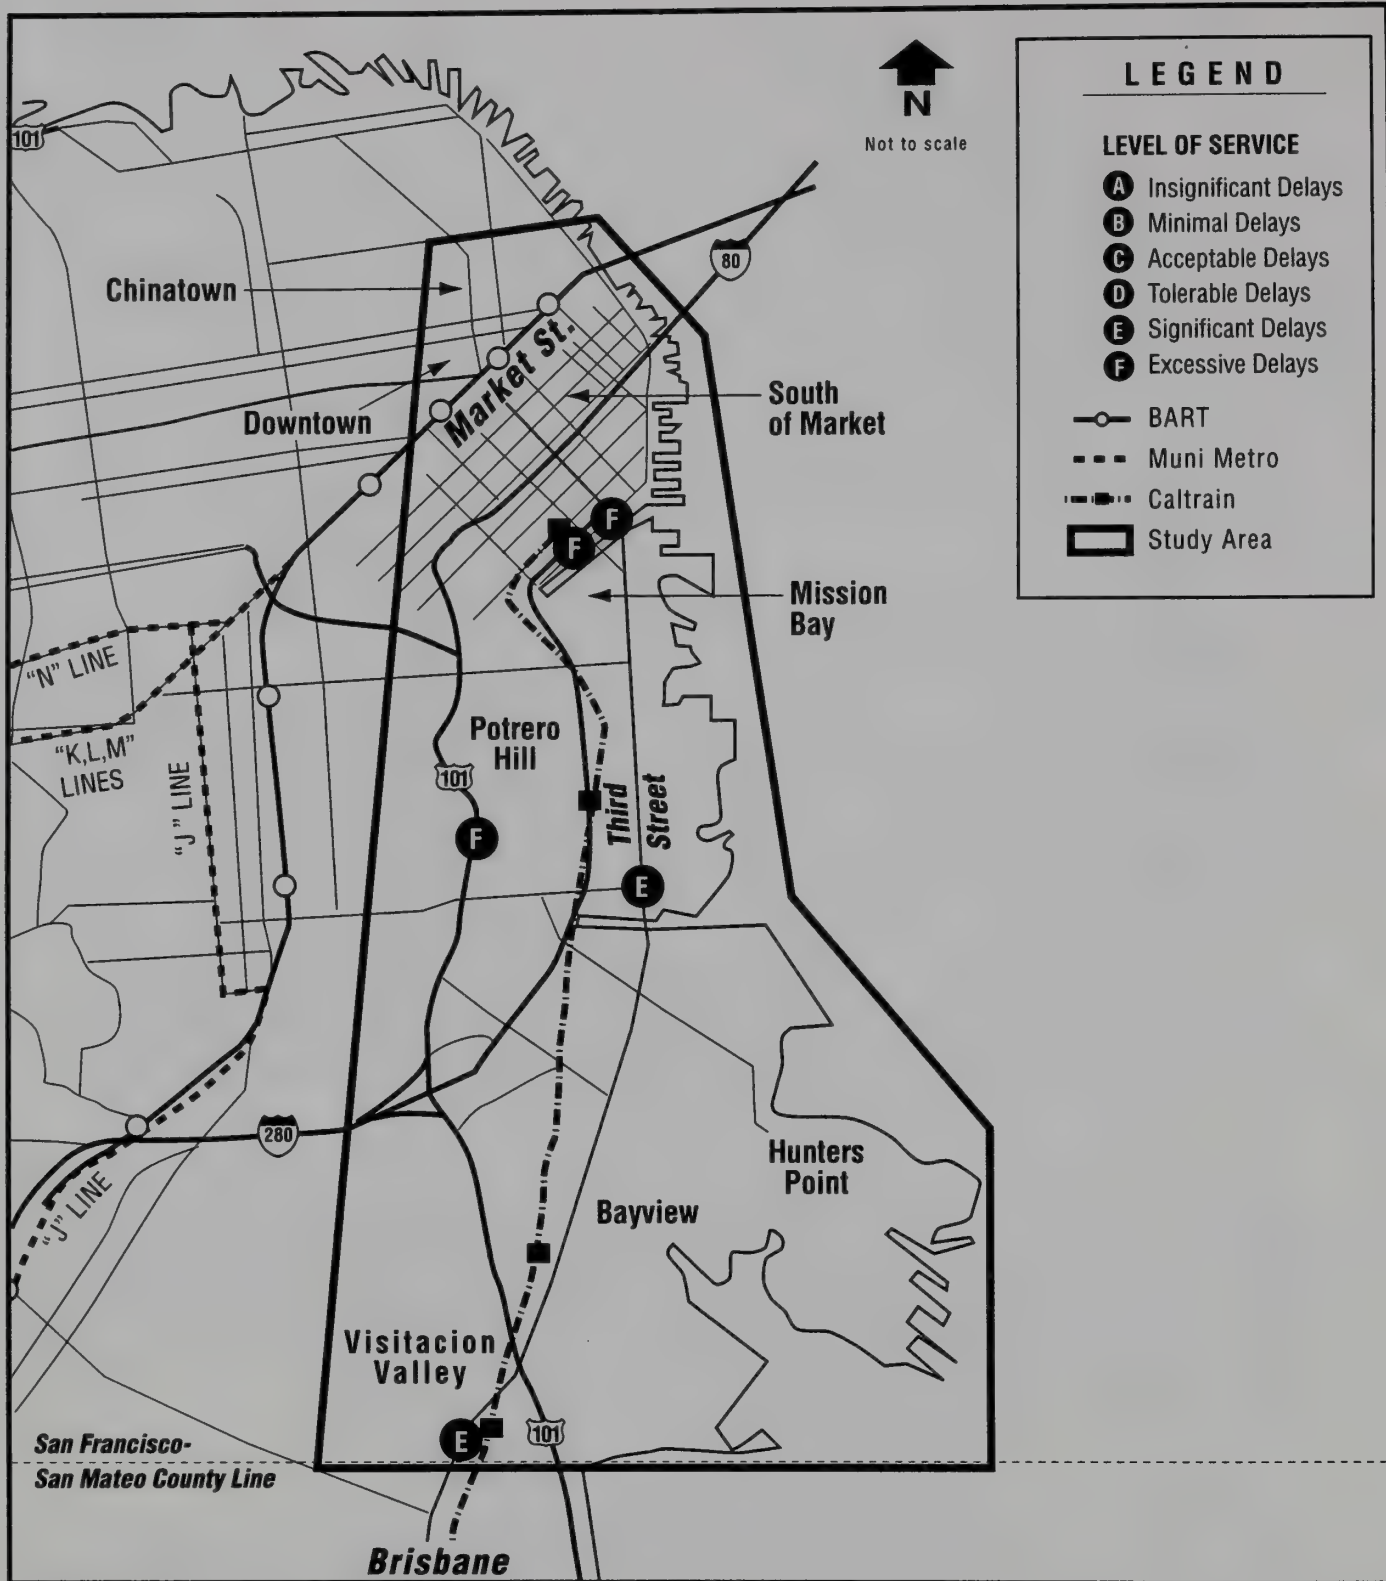 101
N
Not to scale
LEGEND
LEVEL OF SERVICE
A Insignificant Delays
B Minimal Delays
C Acceptable Delays
D Tolerable Delays
E Significant Delays
F Excessive Delays
BART
Muni Metro
Caltrain
Study Area
80
Chinatown
Market St.
Downtown
South
of Market
F
F
Mission
Bay
"N" LINE
"K,L,M"
LINES
"J" LINE
Potrero
Hill
101
Third
Street
F
E
280
"J" LINE
Hunters
Point
Bayview
Visitacion
Valley
E
101
San Francisco-
San Mateo County Line
Brisbane